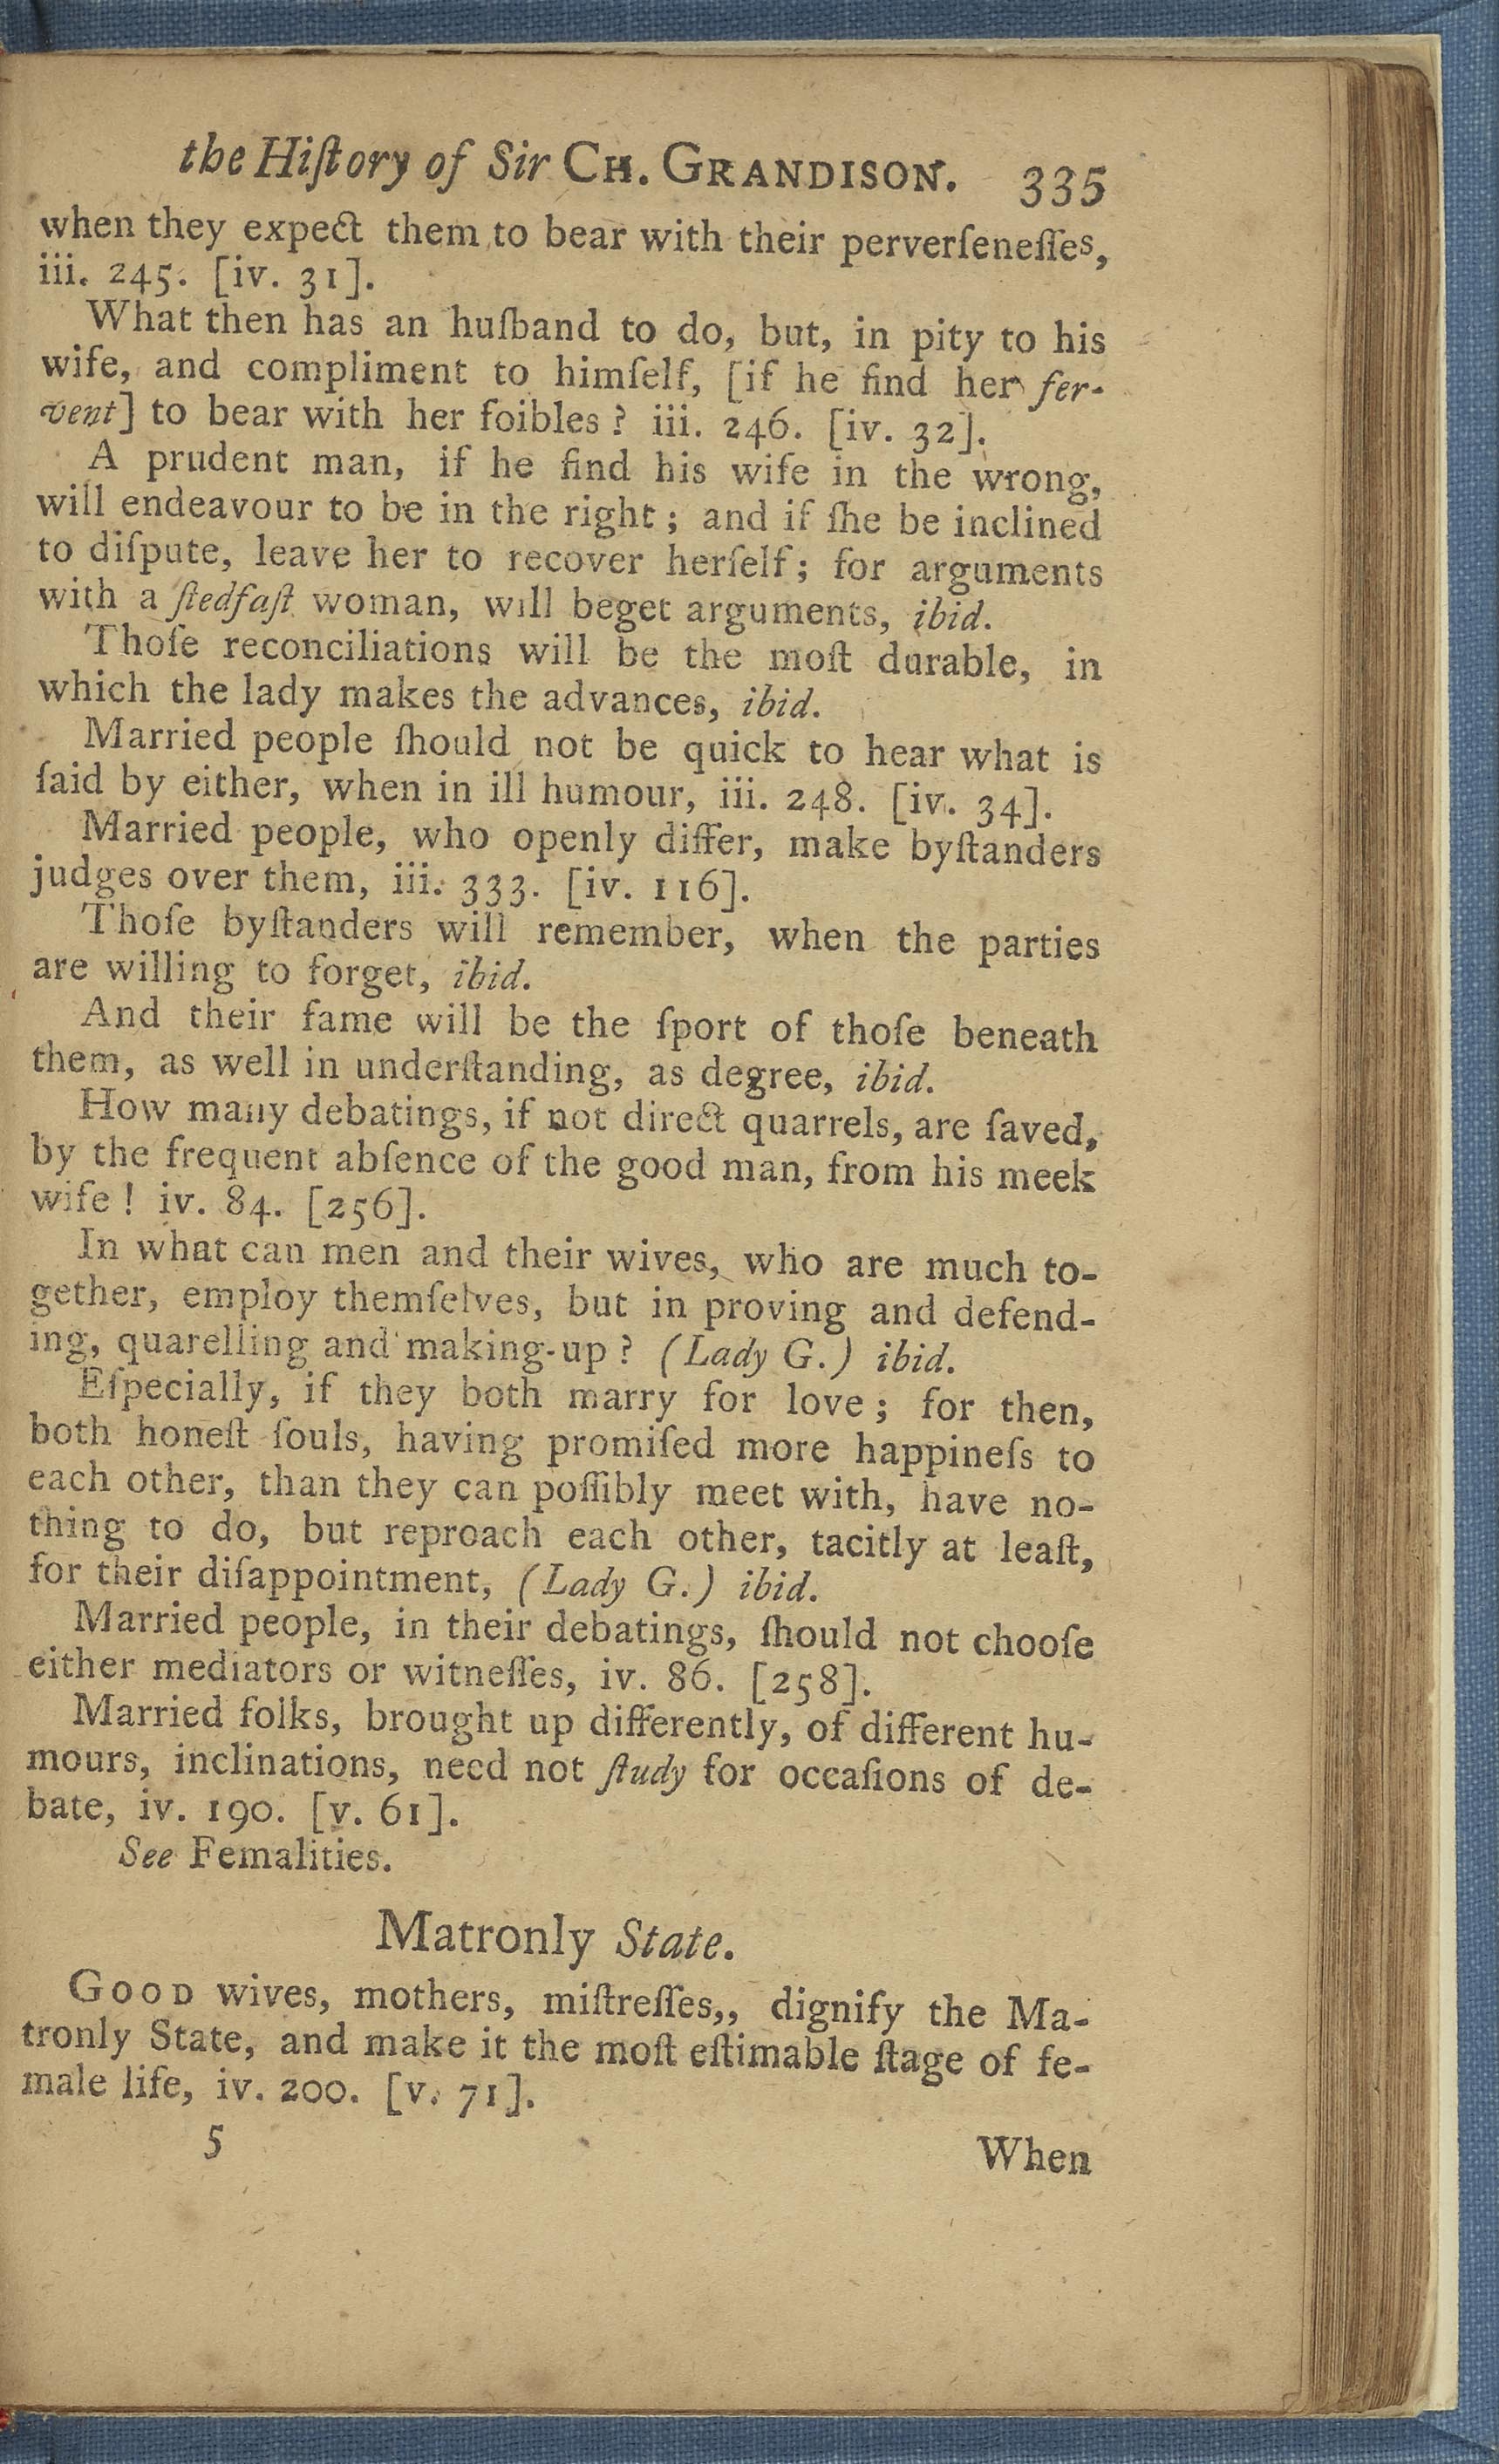 the Hiſtory of Sir CH. GRANDISON. 335
when they expect them to bear with their perverſeneſſes,
iii. 245. [iv. 31].
What then has an huſband to do, but, in pity to his
wife, and compliment to himſelf, [if he find her fer-
vent] to bear with her foibles? iii. 246. [iv. 32].
A prudent man, if he find his wife in the wrong,
will endeavour to be in the right; and if ſhe be inclined
to diſpute, leave her to recover herſelf; for arguments
with a ſtedfaſt woman, will beget arguments, ibid.
Thoſe reconciliations will be the moſt durable, in
which the lady makes the advances, ibid.
Married people ſhould not be quick to hear what is
ſaid by either, when in ill humour, iii. 248. [iv. 34].
Married people, who openly differ, make byſtanders
judges over them, iii. 333. [iv. 116].
Thoſe byſtanders will remember, when the parties
are willing to forget, ibid.
And their fame will be the ſport of thoſe beneath
them, as well in underſtanding, as degree, ibid.
How many debatings, if not direct quarrels, are ſaved,
by the frequent abſence of the good man, from his meek
wife! iv. 84. [256].
In what can men and their wives, who are much to-
gether, employ themſelves, but in proving and defend-
ing, quarelling and making-up? (Lady G.) ibid.
Eſpecially, if they both marry for love; for then,
both honeſt ſouls, having promiſed more happineſs to
each other, than they can poſſibly meet with, have no-
thing to do, but reproach each other, tacitly at leaſt,
for their diſappointment, (Lady G.) ibid.
Married people, in their debatings, ſhould not chooſe
either mediators or witneſſes, iv. 86. [258].
Married folks, brought up differently, of different hu-
mours, inclinations, need not ſtudy for occaſions of de-
bate, iv. 190. [v. 61].
See Femalities.
Matronly State.
GOOD wives, mothers, miſtreſſes,, dignify the Ma-
tronly State, and make it the moſt eſtimable ſtage of fe-
male life, iv. 200. [v. 71].
5 When